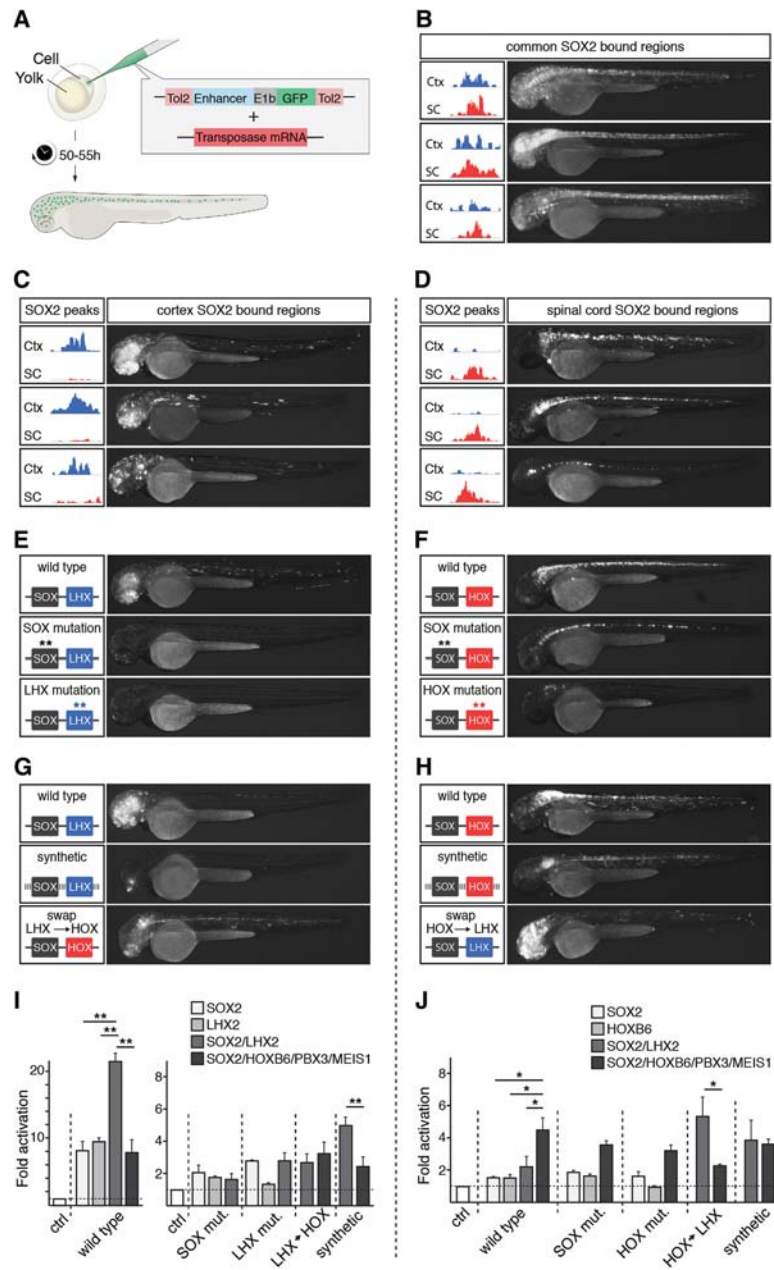 A
Cell
Yolk
Tol2 Enhancer E1b GFP Tol2
+
Transposase mRNA
50-55h
B
common SOX2 bound regions
Ctx
SC
Ctx
SC
Ctx
SC
C
SOX2 peaks cortex SOX2 bound regions
Ctx
SC
Ctx
SC
Ctx
SC
D
SOX2 peaks spinal cord SOX2 bound regions
Ctx
SC
Ctx
SC
Ctx
SC
E
wild type
SOX LHX
SOX mutation
**
SOX LHX
LHX mutation
**
SOX LHX
F
wild type
SOX HOX
SOX mutation
**
SOX HOX
HOX mutation
**
SOX HOX
G
wild type
SOX LHX
synthetic
SOX LHX
swap
LHX → HOX
SOX HOX
H
wild type
SOX HOX
synthetic
SOX HOX
swap
HOX → LHX
SOX LHX
I
SOX2
LHX2
SOX2/LHX2
SOX2/HOXB6/PBX3/MEIS1
Fold activation
20
10
** ** **
ctrl
wild type
8
6
4
2
**
ctrl
SOX mut.
LHX mut.
LHX → HOX
synthetic
J
SOX2
HOXB6
SOX2/LHX2
SOX2/HOXB6/PBX3/MEIS1
Fold activation
8
6
4
2
* * * *
ctrl
wild type
SOX mut.
HOX mut.
HOX → LHX
synthetic